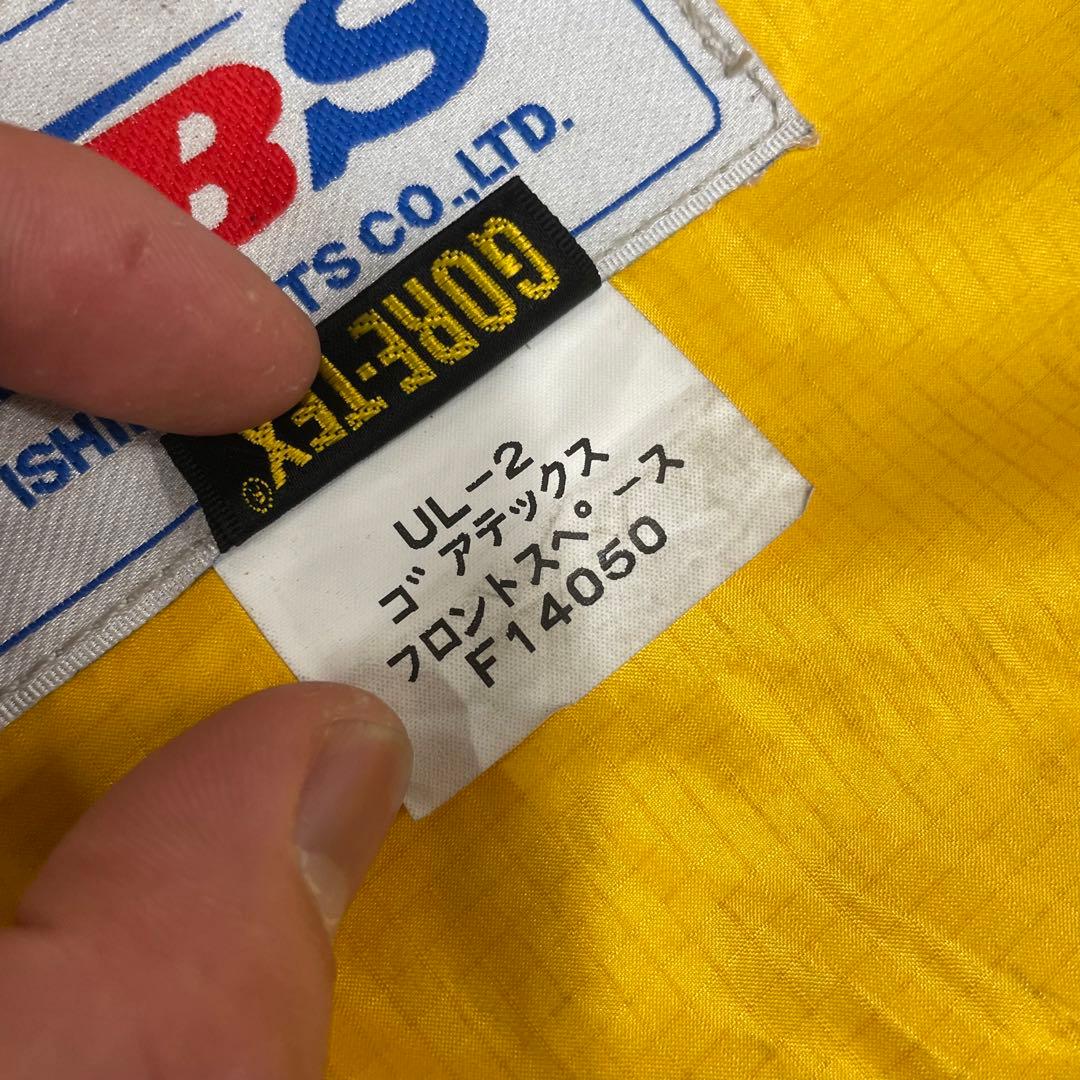 BS
TS CO.,LTD.
ISHII
GORE-TEX®
UL-2
ゴアテックス
フロントスペース
F14050